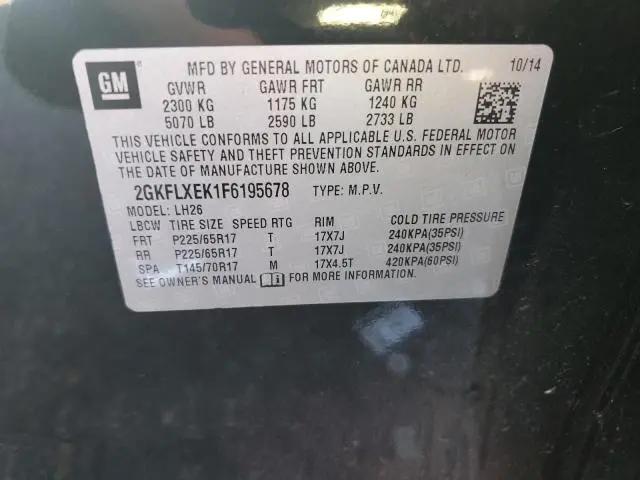 GM MFD BY GENERAL MOTORS OF CANADA LTD. 10/14
GVWR GAWR FRT GAWR RR
2300 KG 1175 KG 1240 KG
5070 LB 2590 LB 2733 LB
THIS VEHICLE CONFORMS TO ALL APPLICABLE U.S. FEDERAL MOTOR
VEHICLE SAFETY AND THEFT PREVENTION STANDARDS IN EFFECT ON
THE DATE OF MANUFACTURE SHOWN ABOVE.
2GKFLXEK1F6195678 TYPE: M.P.V.
MODEL: LH26
LBCW TIRE SIZE SPEED RTG RIM COLD TIRE PRESSURE
FRT P225/65R17 T 17X7J 240KPA(35PSI)
RR P225/65R17 T 17X7J 240KPA(35PSI)
SPA T145/70R17 M 17X4.5T 420KPA(60PSI)
SEE OWNER'S MANUAL FOR MORE INFORMATION.